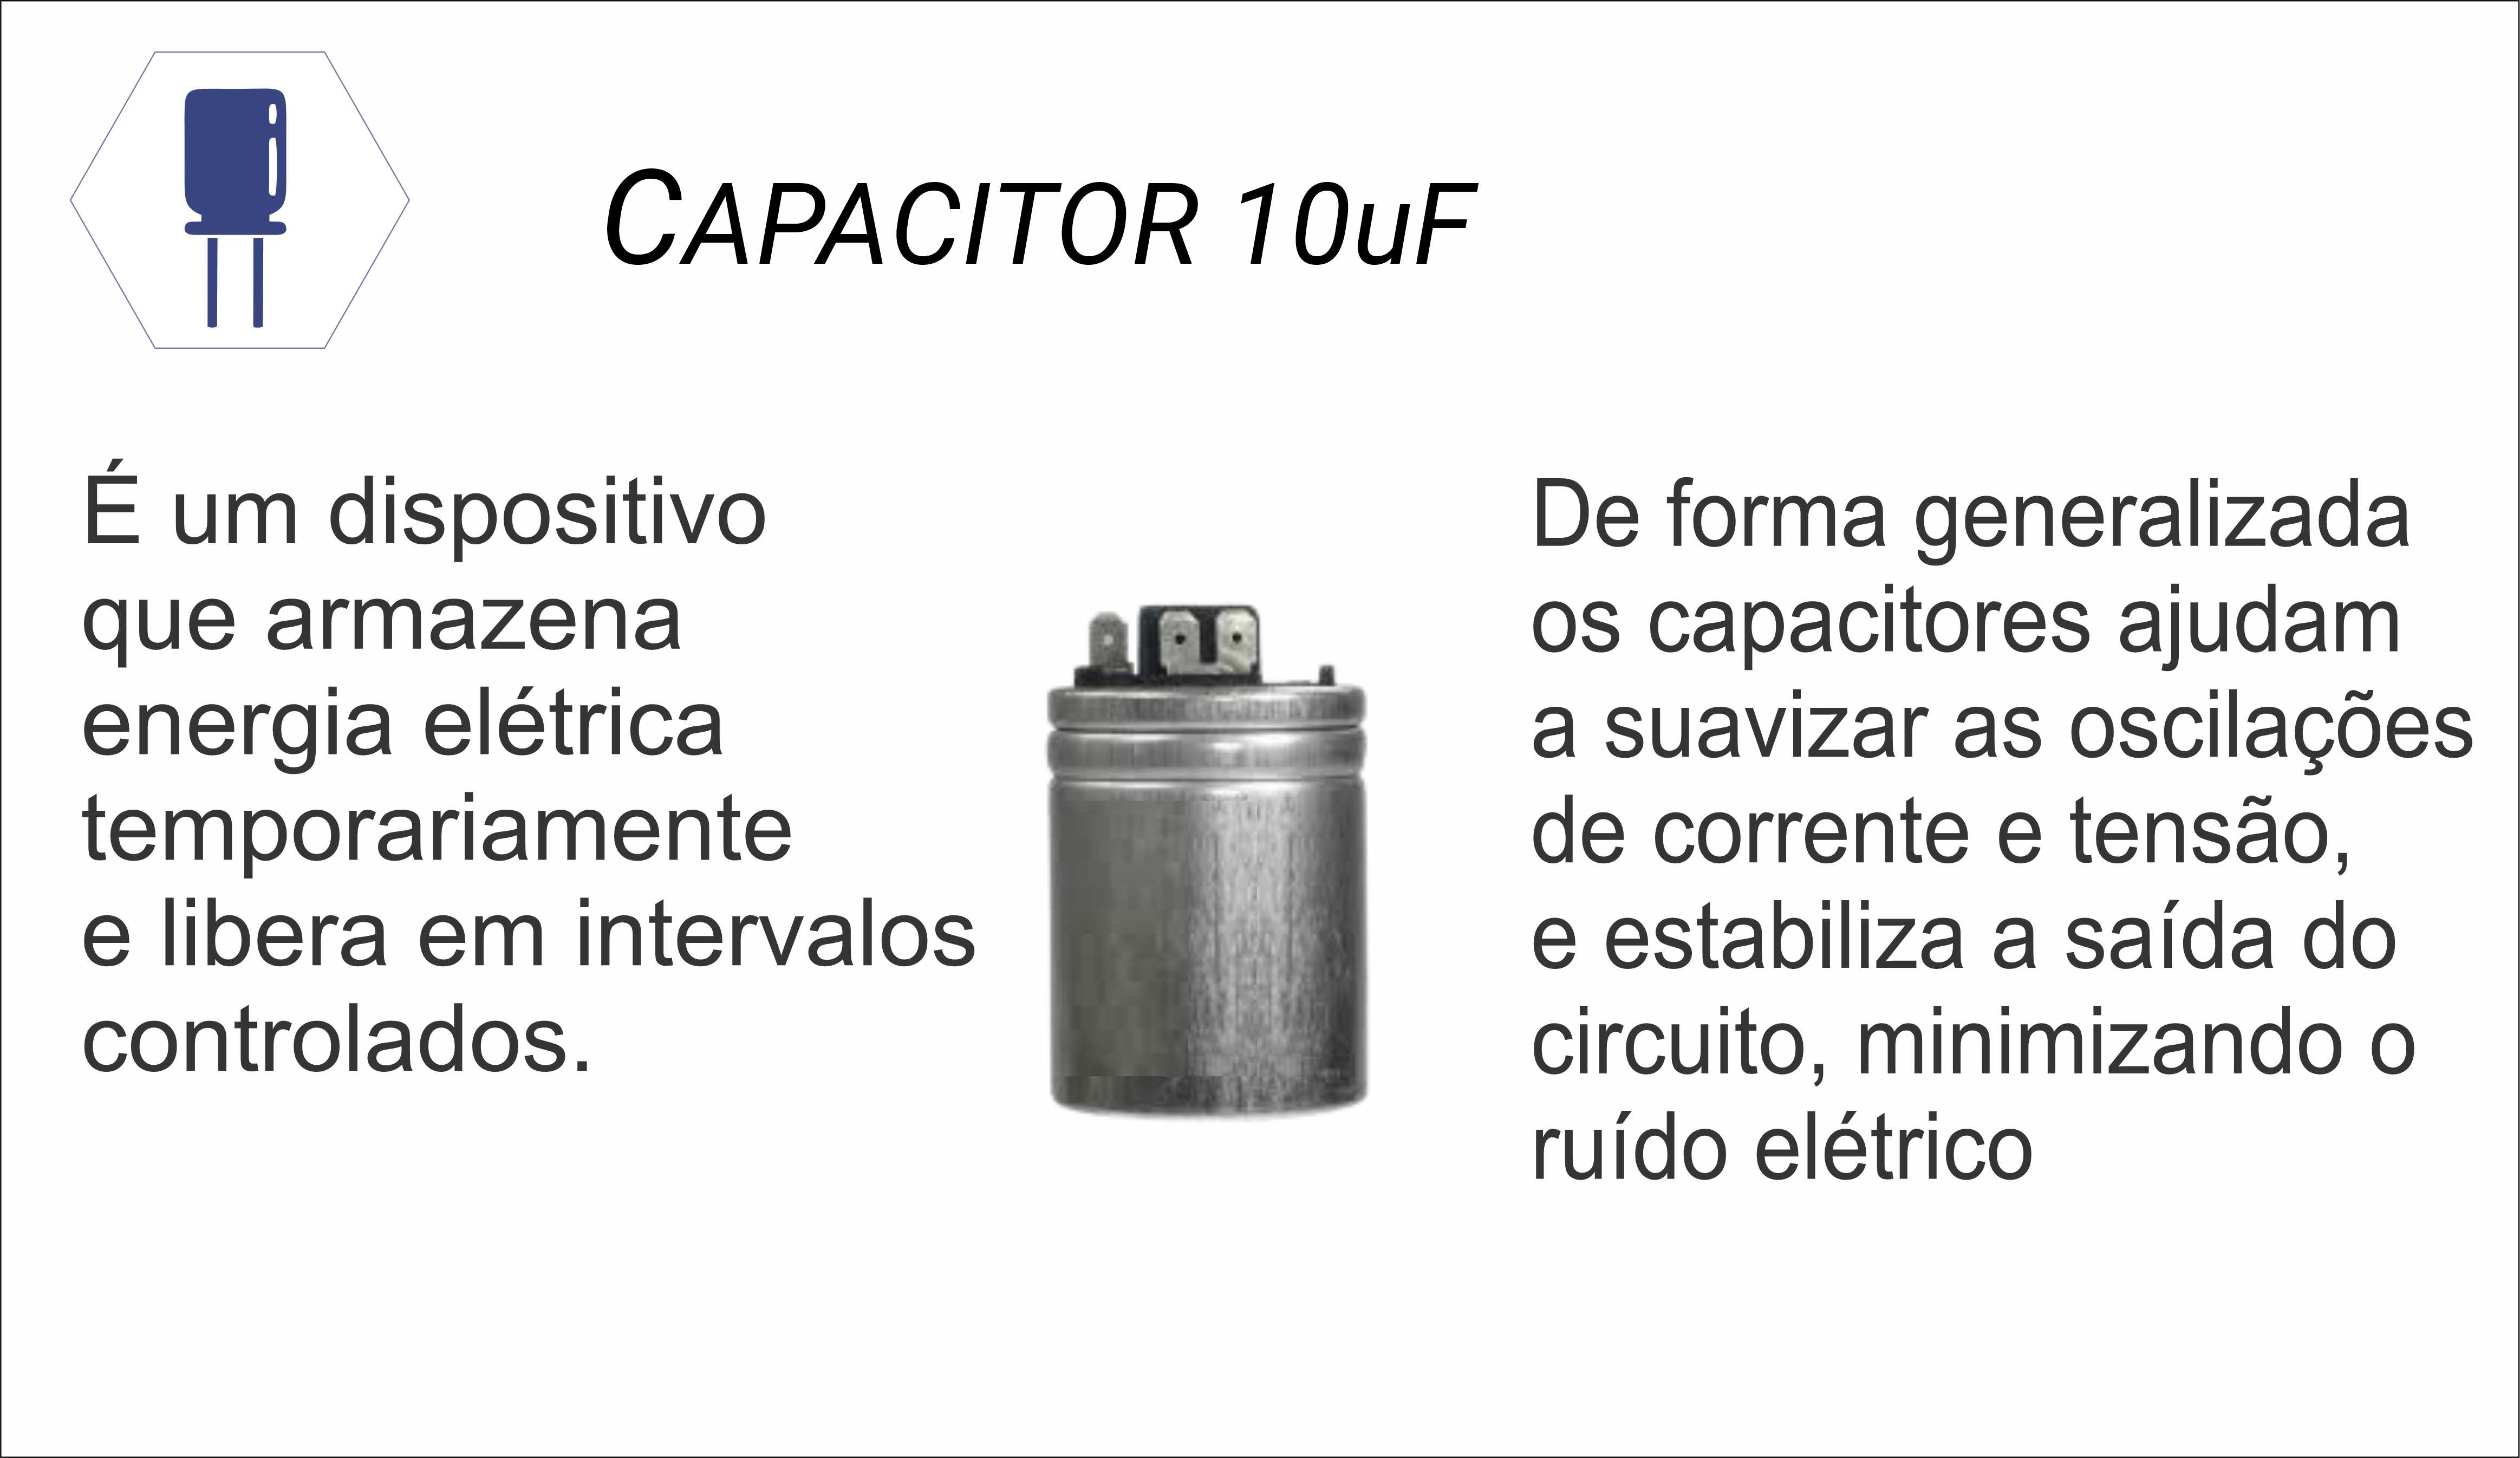 CAPACITOR 10uF
É um dispositivo
que armazena
energia elétrica
temporariamente
e libera em intervalos
controlados.
De forma generalizada
os capacitores ajudam
a suavizar as oscilações
de corrente e tensão,
e estabiliza a saída do
circuito, minimizando o
ruído elétrico